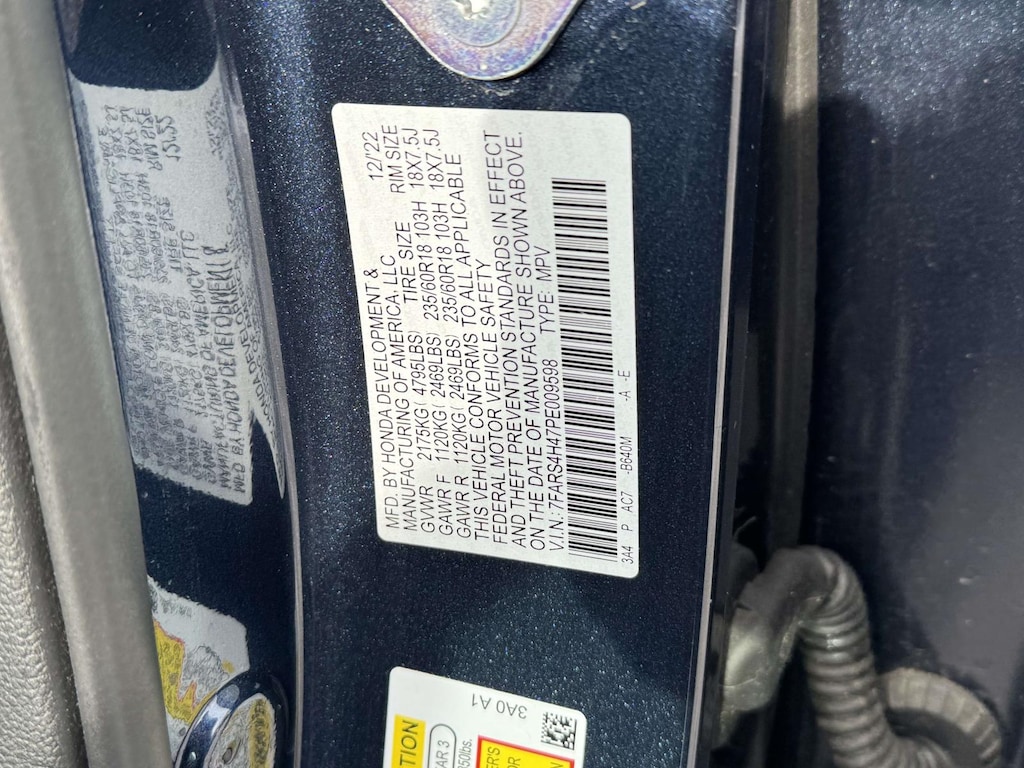 MFD. BY HONDA DEVELOPMENT & 12/'22
MANUFACTURING OF AMERICA, LLC
TIRE SIZE RIM SIZE
GVWR 2175KG ( 4795LBS) 235/60R18 103H 18X7.5J
GAWR F 1120KG ( 2469LBS) 235/60R18 103H 18X7.5J
GAWR R 1120KG ( 2469LBS)
THIS VEHICLE CONFORMS TO ALL APPLICABLE
FEDERAL MOTOR VEHICLE SAFETY
AND THEFT PREVENTION STANDARDS IN EFFECT
ON THE DATE OF MANUFACTURE SHOWN ABOVE.
V.I.N.:7FARS4H47PE009598 TYPE: MPV
3A4 P AC7 -B640M -A -E
3A0 A1